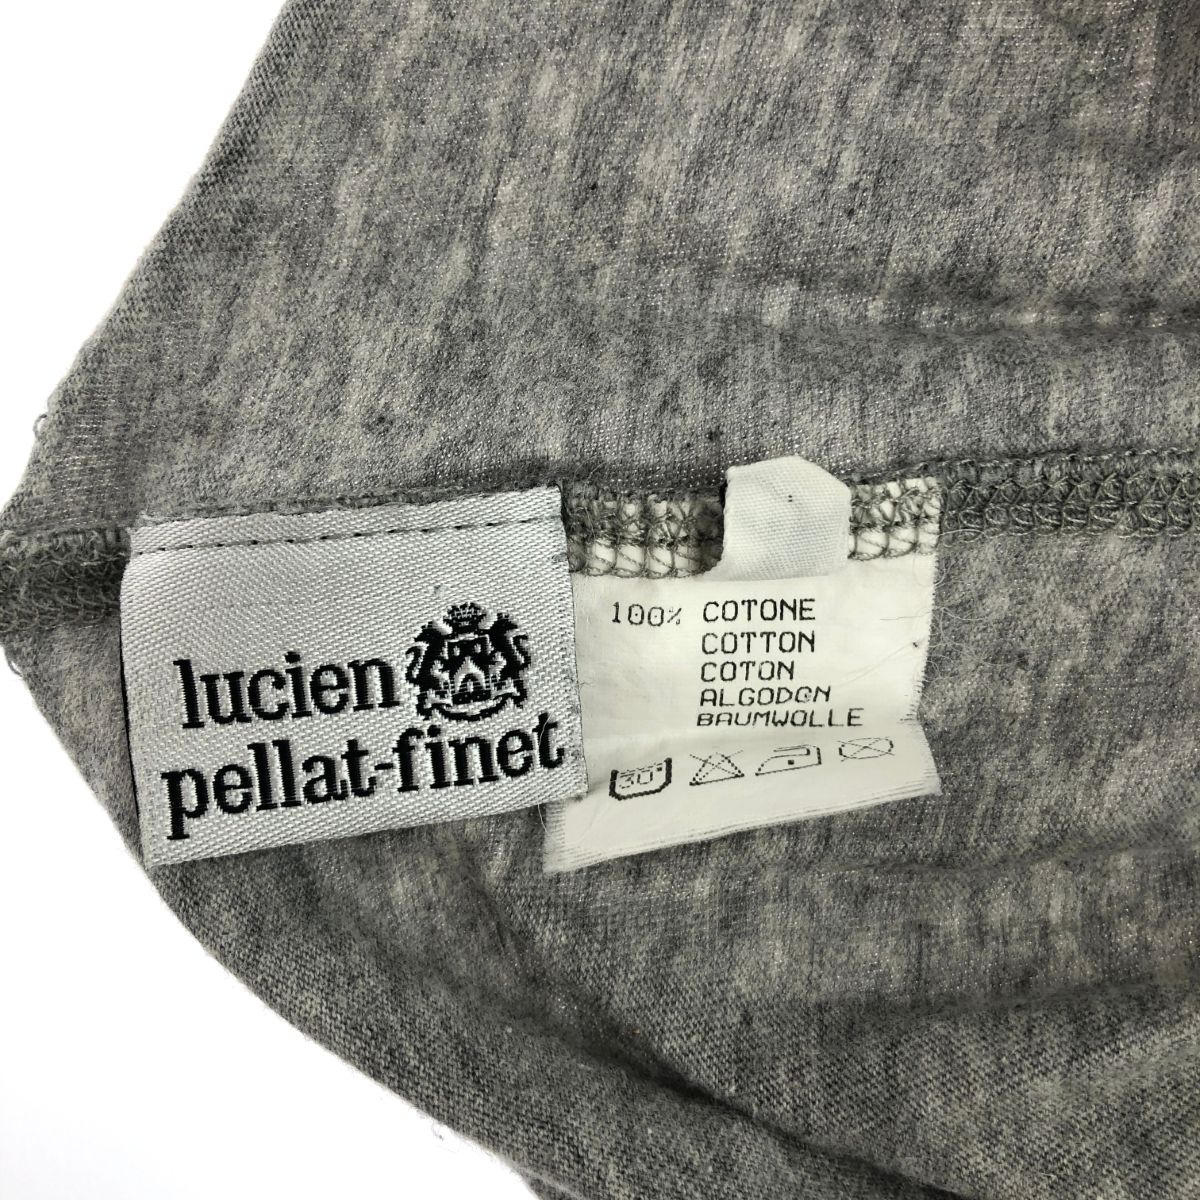 lucien
pellat-finet
100% COTONE
COTTON
COTON
ALGODON
BAUMWOLLE
30°